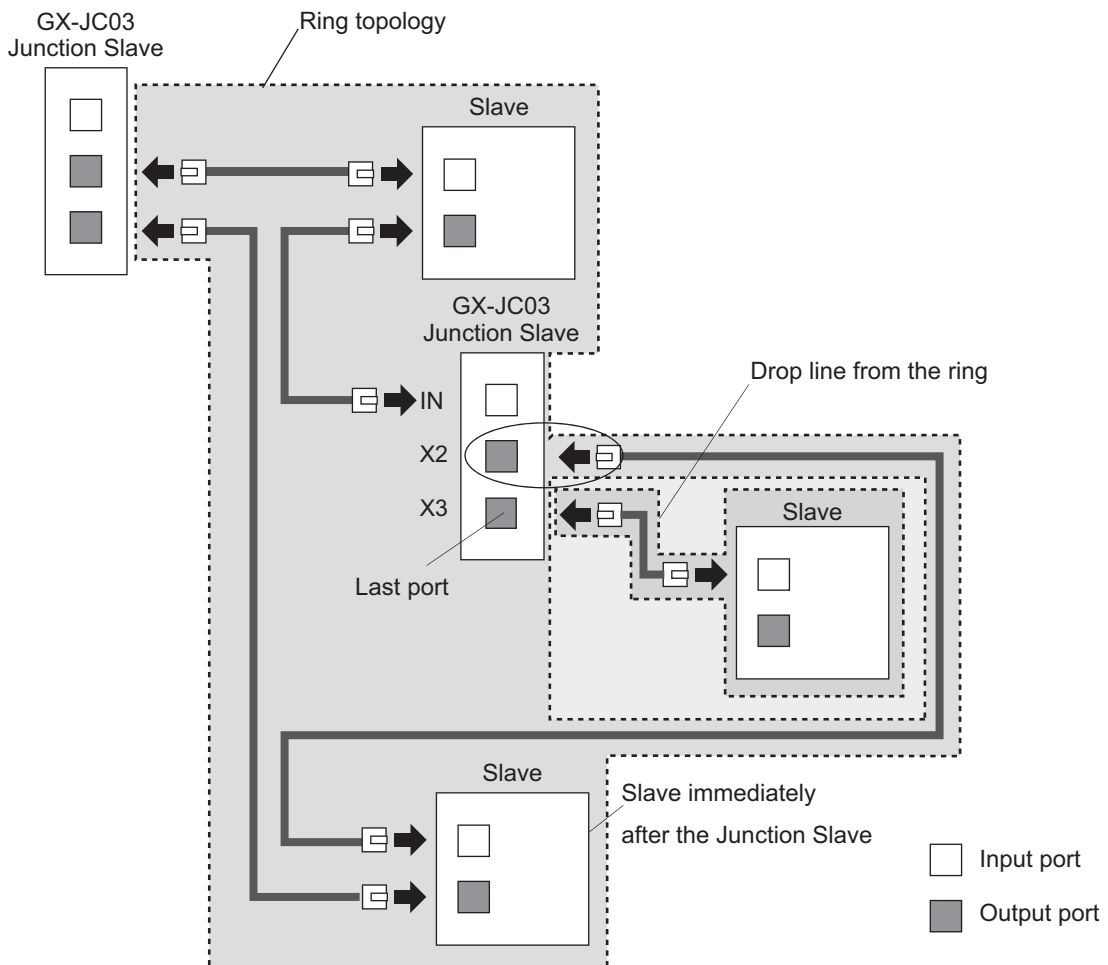 GX-JC03
Junction Slave
Ring topology
Slave
GX-JC03
Junction Slave
Drop line from the ring
IN
X2
X3
Slave
Last port
Slave
Slave immediately
after the Junction Slave
Input port
Output port